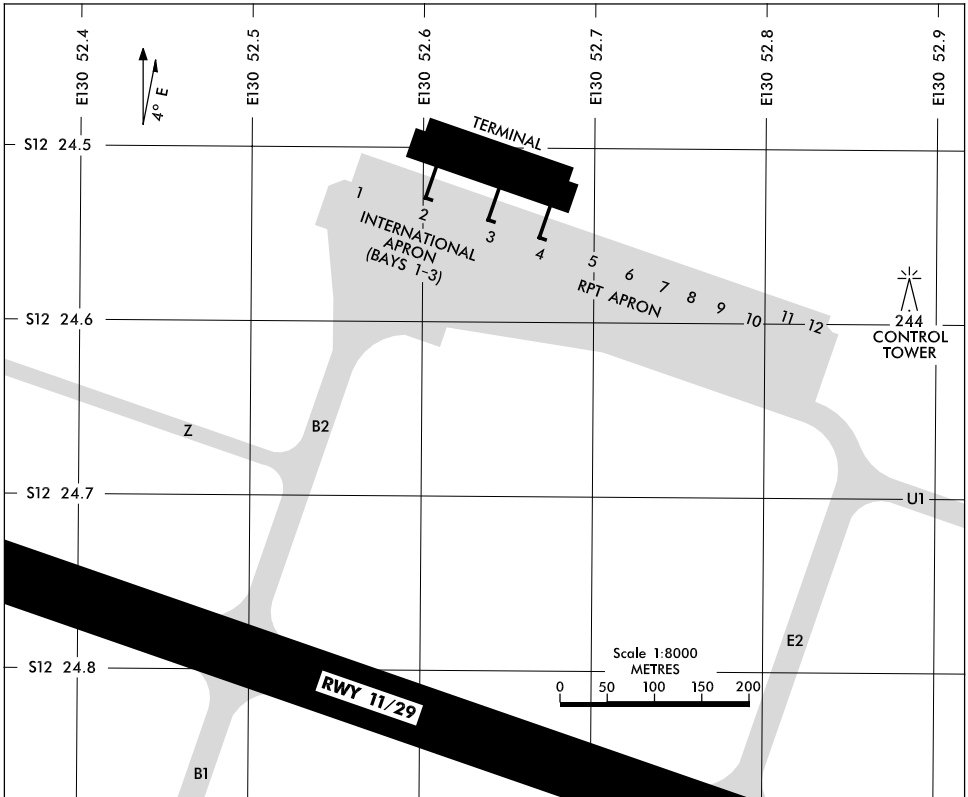 E130 52.4
E130 52.5
E130 52.6
E130 52.7
E130 52.8
E130 52.9
4° E
TERMINAL
S12 24.5
1
2
3
4
5
6
7
8
9
10
11
12
INTERNATIONAL
APRON
(BAYS 1-3)
RPT APRON
244
CONTROL
TOWER
S12 24.6
B2
Z
S12 24.7
U1
E2
S12 24.8
Scale 1:8000
METRES
0 50 100 150 200
RWY 11/29
B1